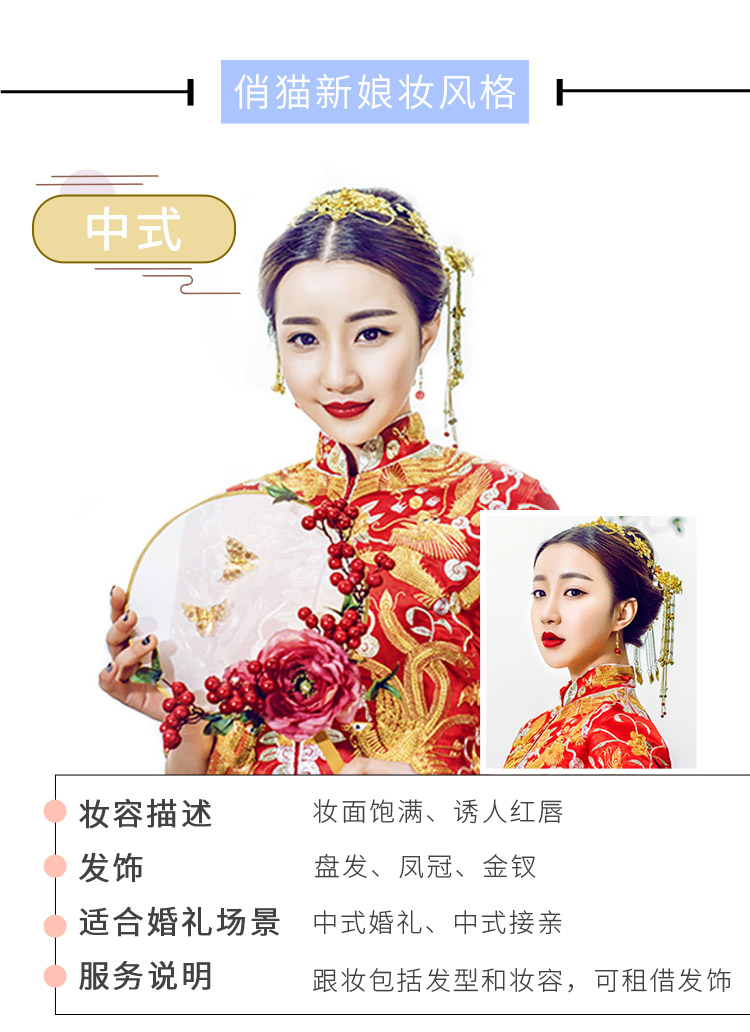 俏猫新娘妆风格
中式
妆容描述 妆面饱满、诱人红唇
发饰 盘发、凤冠、金钗
适合婚礼场景 中式婚礼、中式接亲
服务说明 跟妆包括发型和妆容，可租借发饰